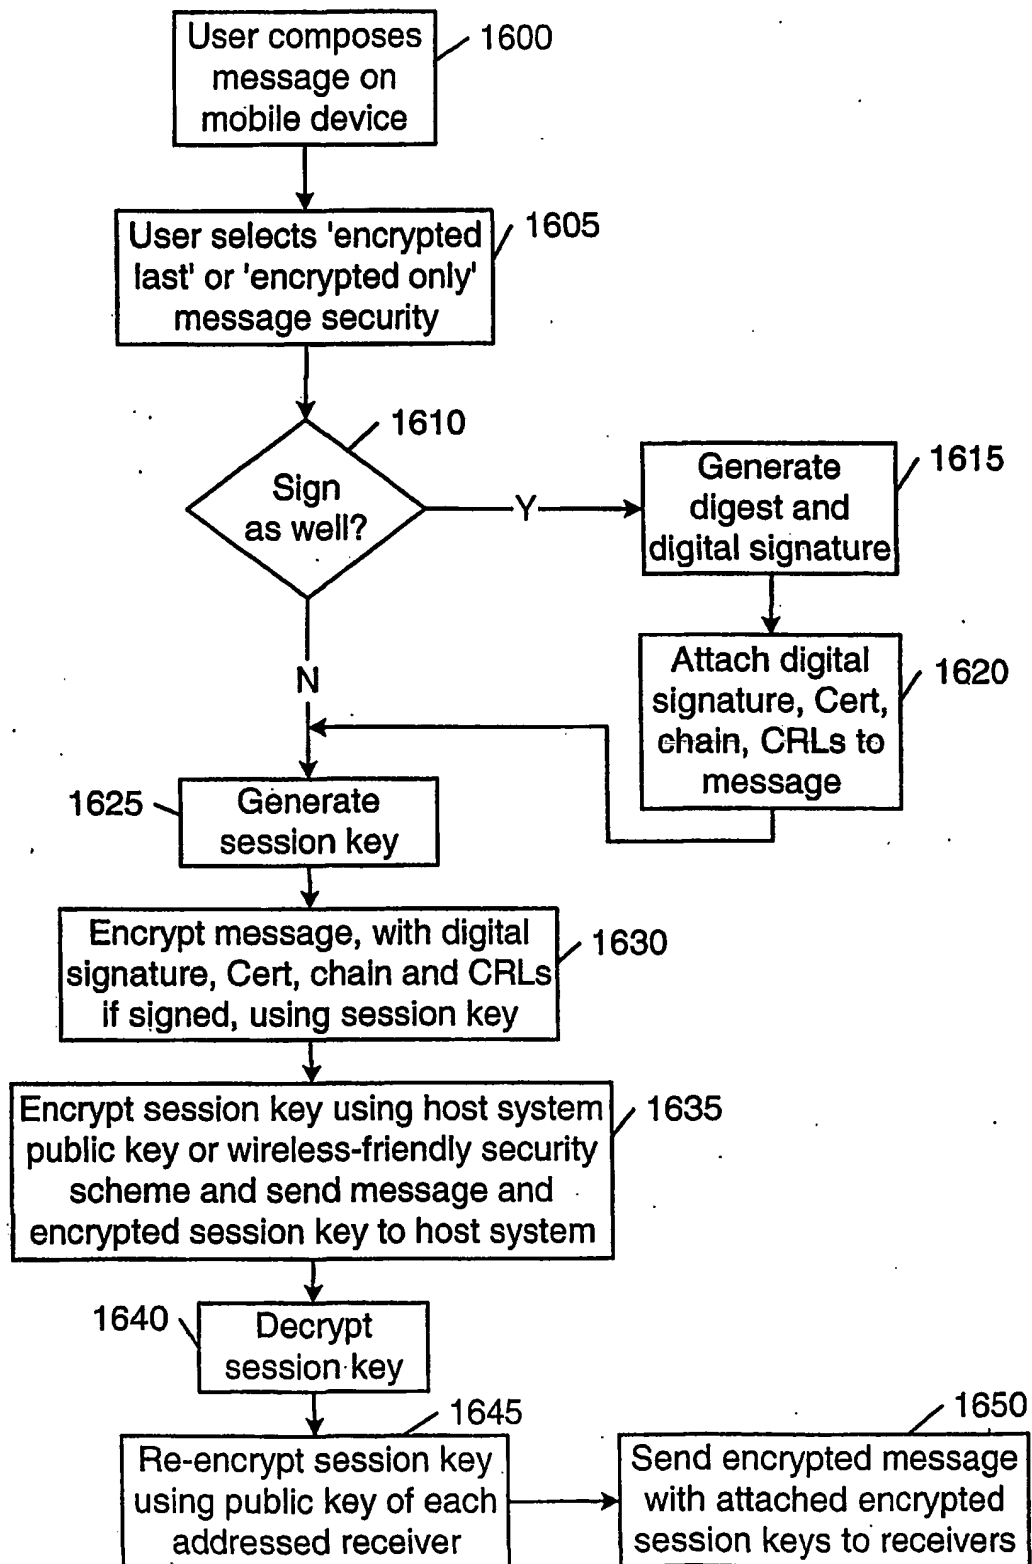 User composes
message on
mobile device
1600
User selects 'encrypted
last' or 'encrypted only'
message security
1605
Sign
as well?
1610
Y
Generate
digest and
digital signature
1615
Attach digital
signature, Cert,
chain, CRLs to
message
1620
N
Generate
session key
1625
Encrypt message, with digital
signature, Cert, chain and CRLs
if signed, using session key
1630
Encrypt session key using host system
public key or wireless-friendly security
scheme and send message and
encrypted session key to host system
1635
Decrypt
session key
1640
Re-encrypt session key
using public key of each
addressed receiver
1645
Send encrypted message
with attached encrypted
session keys to receivers
1650